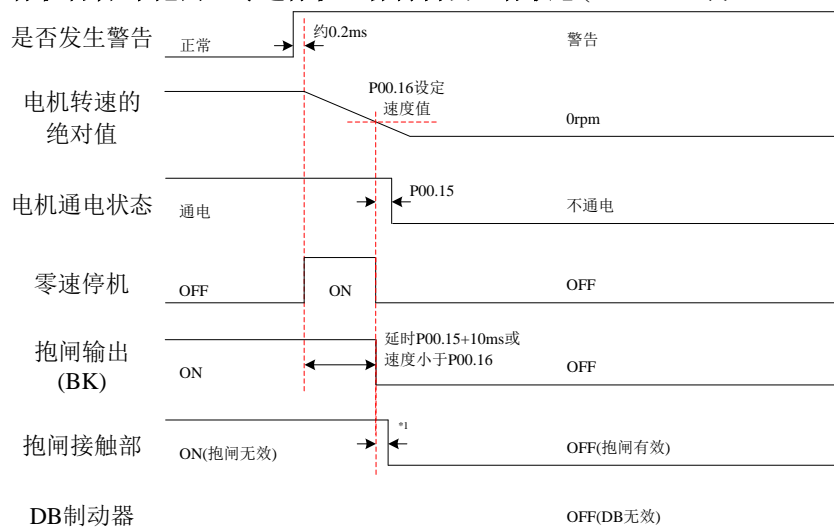 是否发生警告
正常
约0.2ms
警告
电机转速的
绝对值
P00.16设定
速度值
0rpm
电机通电状态
通电
P00.15
不通电
零速停机
OFF
ON
OFF
抱闸输出
(BK)
ON
延时P00.15+10ms或
速度小于P00.16
OFF
抱闸接触部
ON(抱闸无效)
*1
OFF(抱闸有效)
DB制动器
OFF(DB无效)